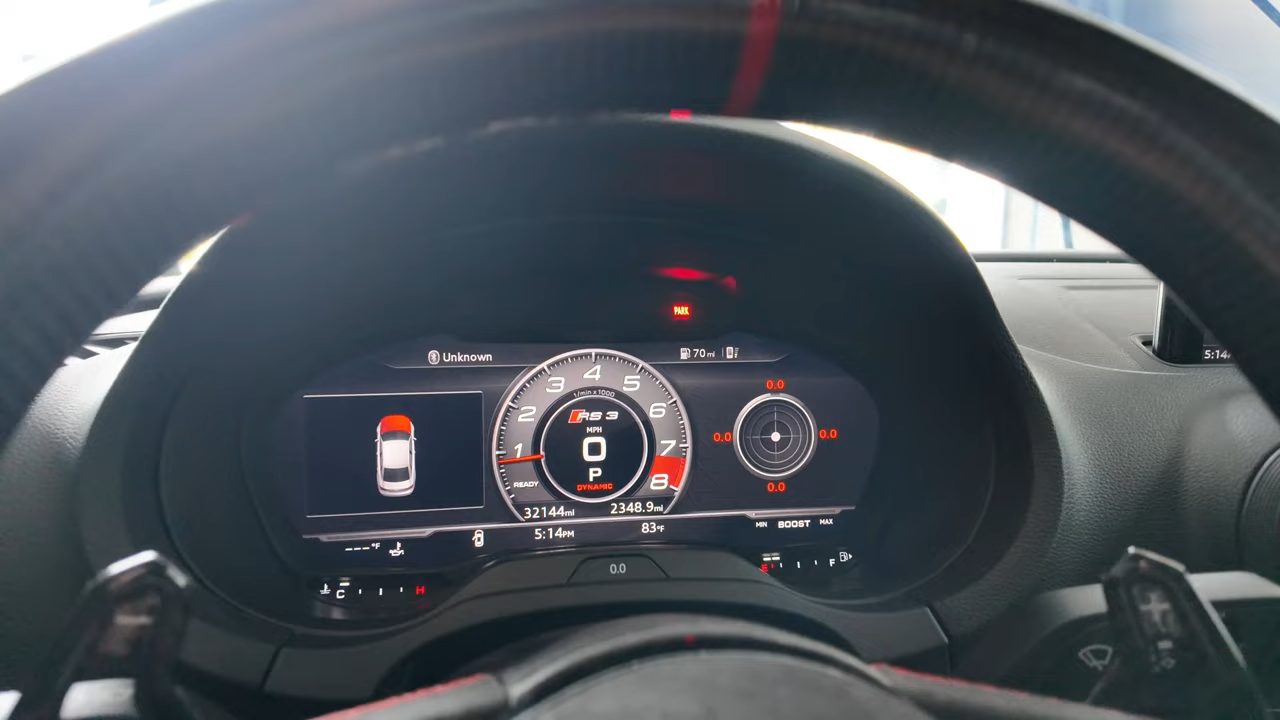 PARK
Unknown
70 mi
3 4 5
2 6
1 7
8
1/min x 1000
RS 3
MPH
0
P
DYNAMIC
READY
0.0
0.0 0.0
0.0
32144mi 2348.9mi
MIN BOOST MAX
5:14PM 83°F
---°F
0.0
C H
E F
5:14